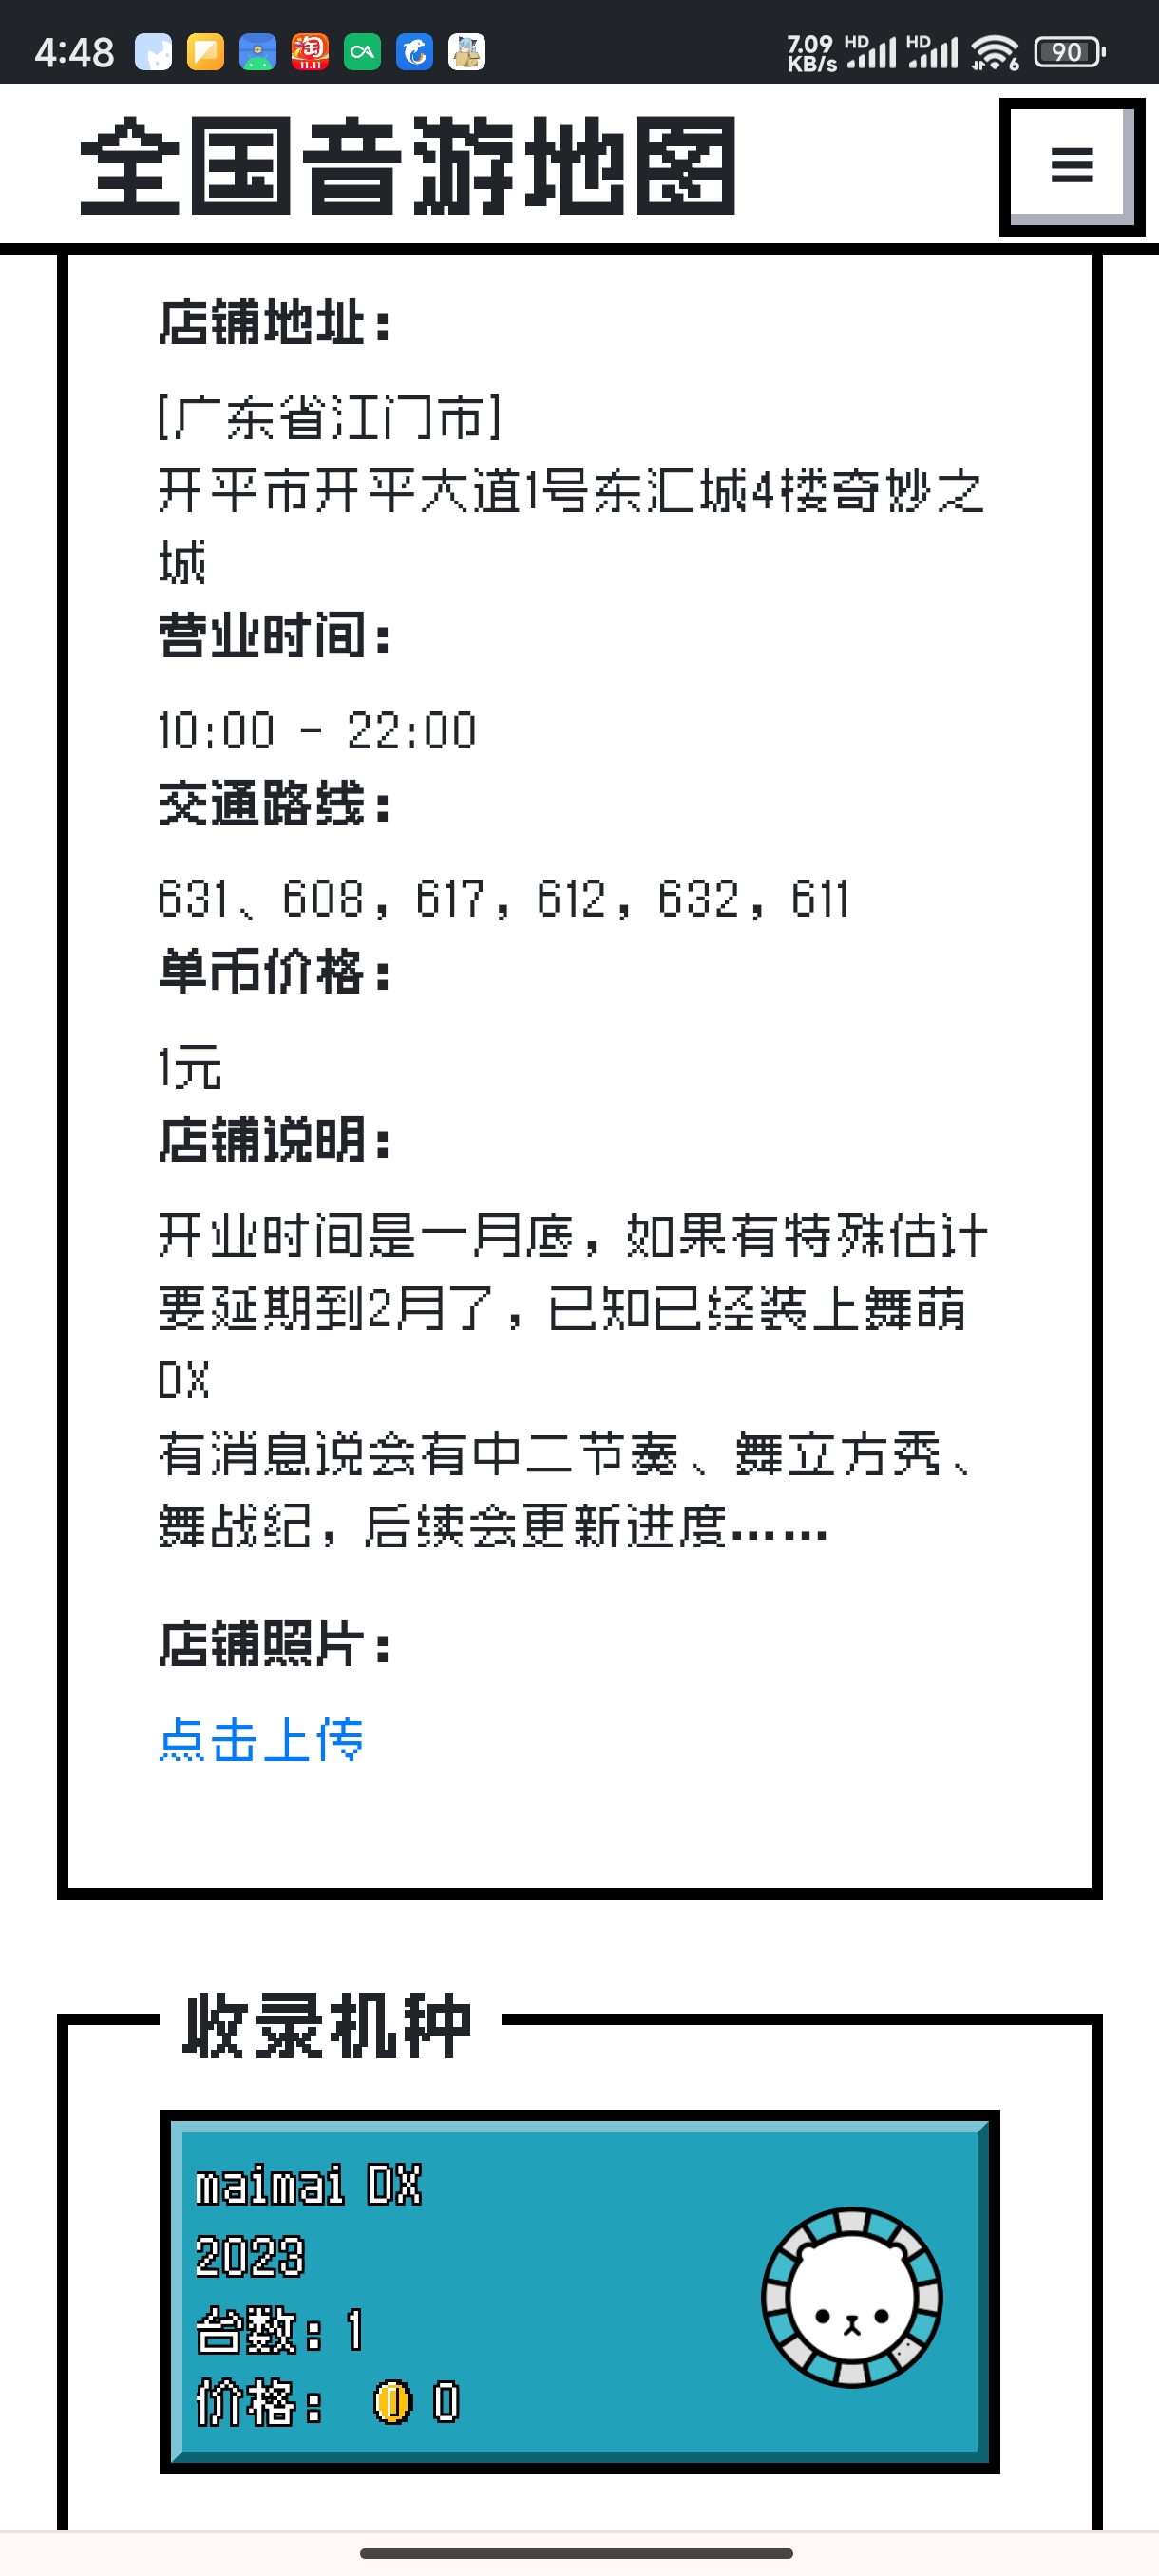 4:48
淘
11.11
7.09
KB/s
HD
HD
6
90
全国音游地图
店铺地址：
[广东省江门市]
开平市开平大道1号东汇城4楼奇妙之
城
营业时间：
10:00 - 22:00
交通路线：
631、608，617，612，632，611
单币价格：
1元
店铺说明：
开业时间是一月底，如果有特殊估计
要延期到2月了，已知已经装上舞萌
DX
有消息说会有中二节奏、舞立方秀、
舞战纪，后续会更新进度……
店铺照片：
点击上传
收录机种
maimai DX
2023
台数：1
价格： 0